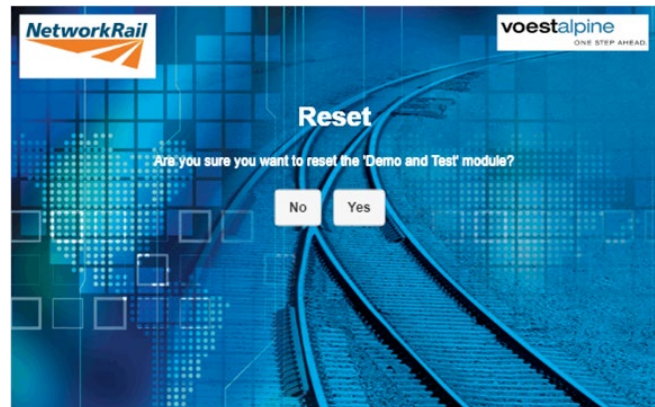 NetworkRail
voestalpine
ONE STEP AHEAD.
Reset
Are you sure you want to reset the 'Demo and Test' module?
No
Yes